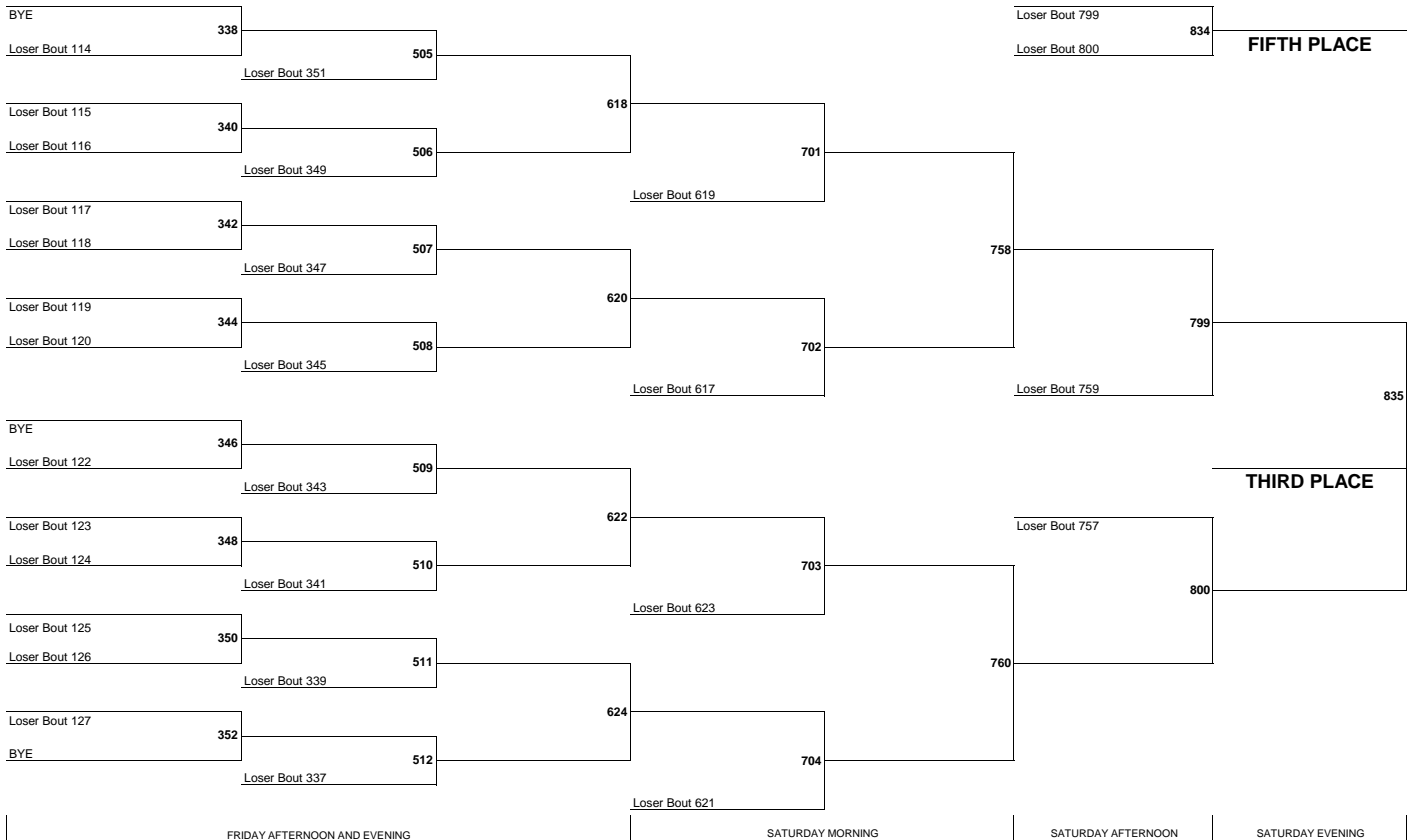 BYE
338
Loser Bout 114
505
Loser Bout 351
Loser Bout 115
340
Loser Bout 116
506
Loser Bout 349
618
701
Loser Bout 619
Loser Bout 117
342
Loser Bout 118
507
Loser Bout 347
620
Loser Bout 119
344
Loser Bout 120
508
Loser Bout 345
702
Loser Bout 617
758
BYE
346
Loser Bout 122
509
Loser Bout 343
622
Loser Bout 123
348
Loser Bout 124
510
Loser Bout 341
703
Loser Bout 623
Loser Bout 125
350
Loser Bout 126
511
Loser Bout 339
624
Loser Bout 127
352
BYE
512
Loser Bout 337
704
Loser Bout 621
760
Loser Bout 799
834
Loser Bout 800
FIFTH PLACE
799
Loser Bout 759
835
THIRD PLACE
Loser Bout 757
800
FRIDAY AFTERNOON AND EVENING
SATURDAY MORNING
SATURDAY AFTERNOON
SATURDAY EVENING